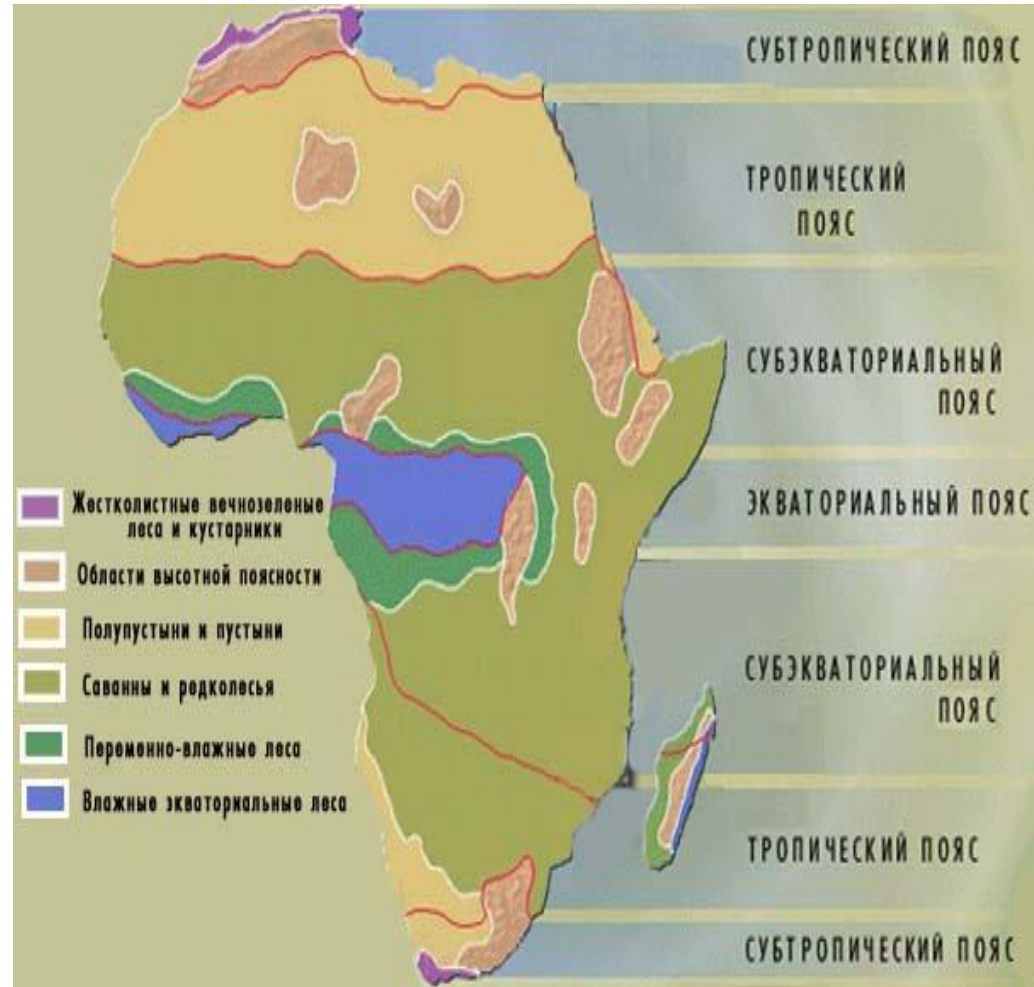 СУБТРОПИЧЕСКИЙ ПОЯС
ТРОПИЧЕСКИЙ
ПОЯС
СУБЭКВАТОРИАЛЬНЫЙ
ПОЯС
ЭКВАТОРИАЛЬНЫЙ ПОЯС
СУБЭКВАТОРИАЛЬНЫЙ
ПОЯС
ТРОПИЧЕСКИЙ ПОЯС
СУБТРОПИЧЕСКИЙ ПОЯС
Жестколистные вечнозеленые
леса и кустарники
Области высотной поясности
Полупустыни и пустыни
Саванны и редколесья
Переменно-влажные леса
Влажные экваториальные леса